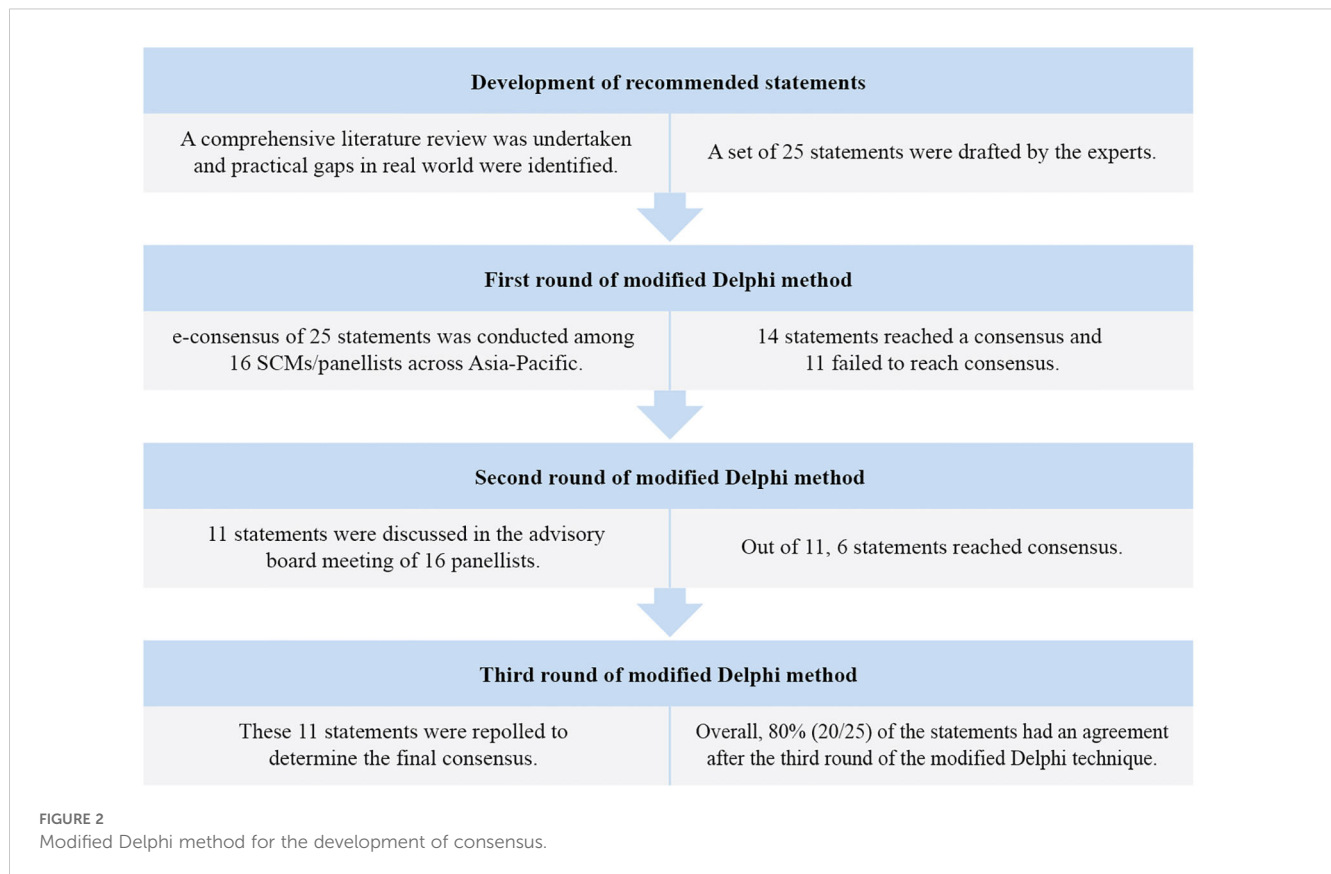 Development of recommended statements
A comprehensive literature review was undertaken
and practical gaps in real world were identified.
A set of 25 statements were drafted by the experts.
First round of modified Delphi method
e-consensus of 25 statements was conducted among
16 SCMs/panellists across Asia-Pacific.
14 statements reached a consensus and
11 failed to reach consensus.
Second round of modified Delphi method
11 statements were discussed in the advisory
board meeting of 16 panellists.
Out of 11, 6 statements reached consensus.
Third round of modified Delphi method
These 11 statements were repolled to
determine the final consensus.
Overall, 80% (20/25) of the statements had an agreement
after the third round of the modified Delphi technique.
FIGURE 2
Modified Delphi method for the development of consensus.